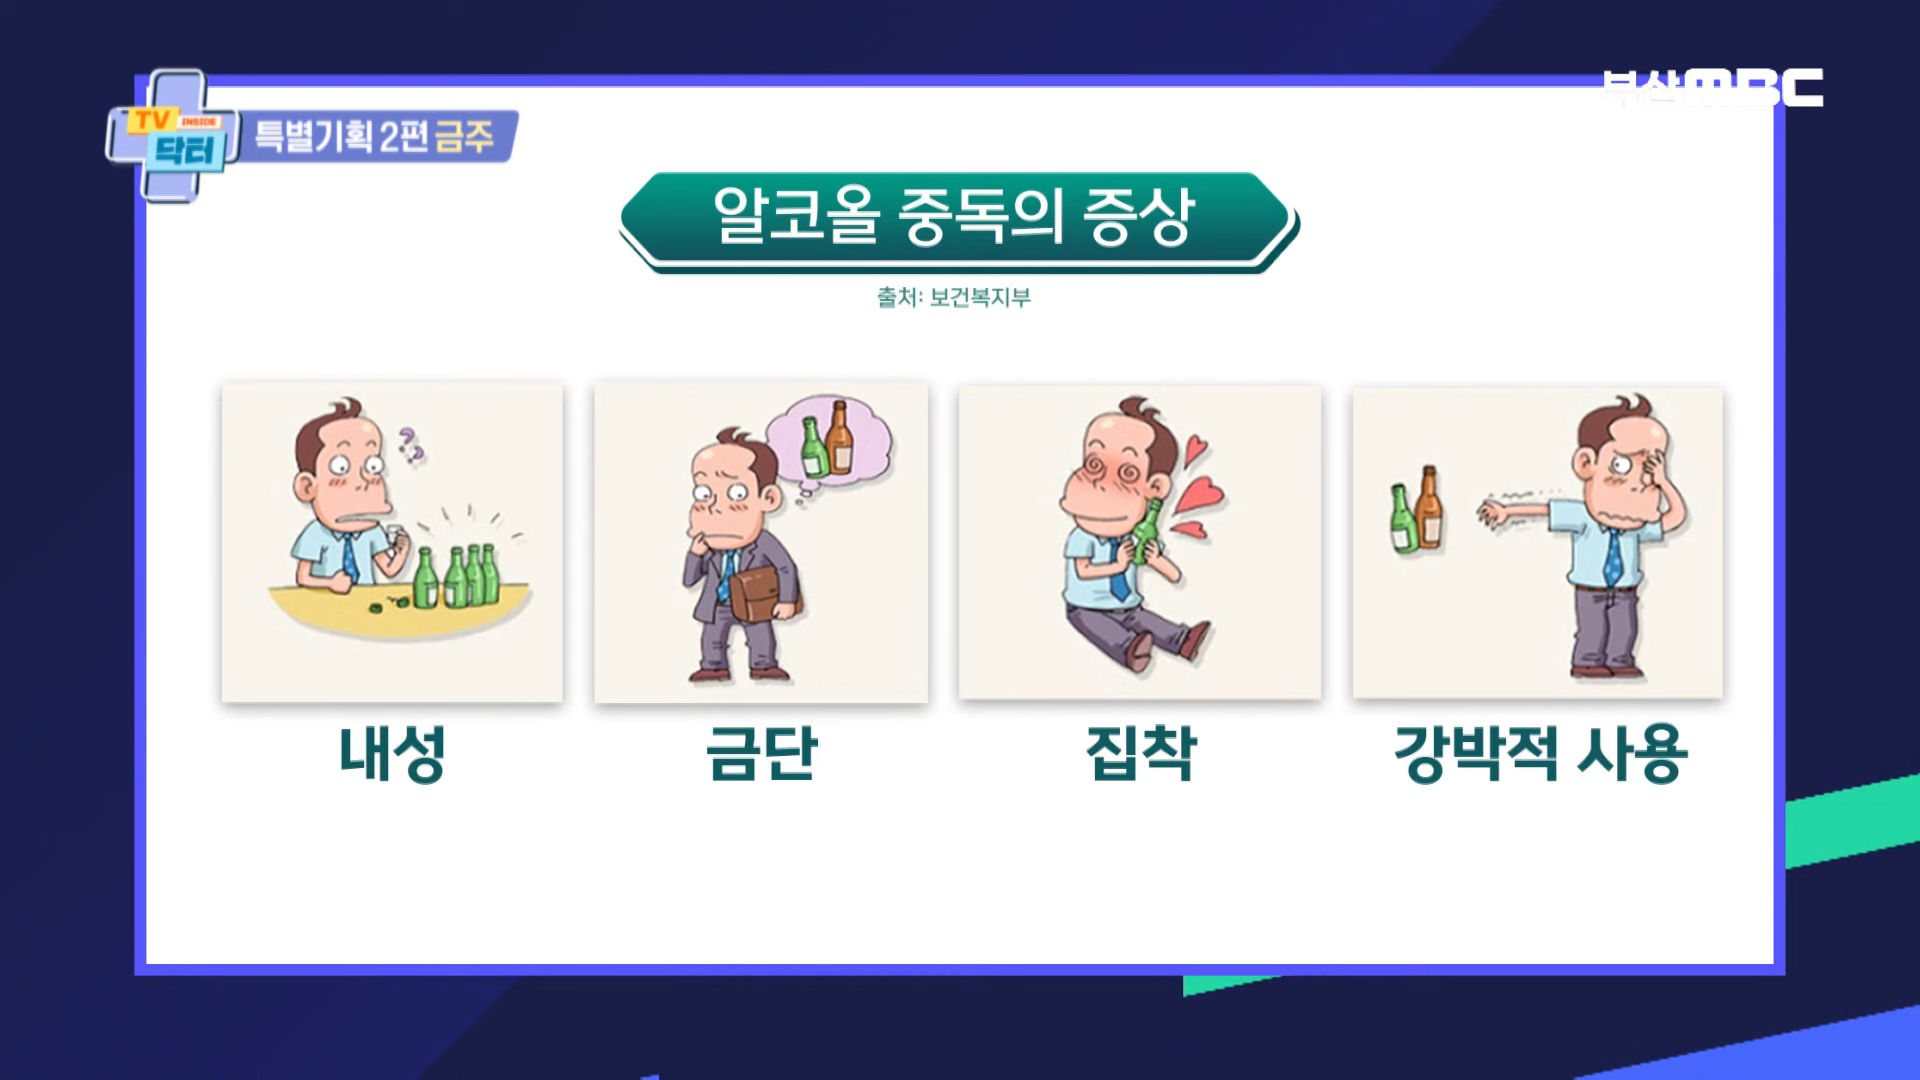 부산MBC
TV INSIDE
닥터
특별기획 2편 금주
알코올 중독의 증상
출처: 보건복지부
내성
금단
집착
강박적 사용